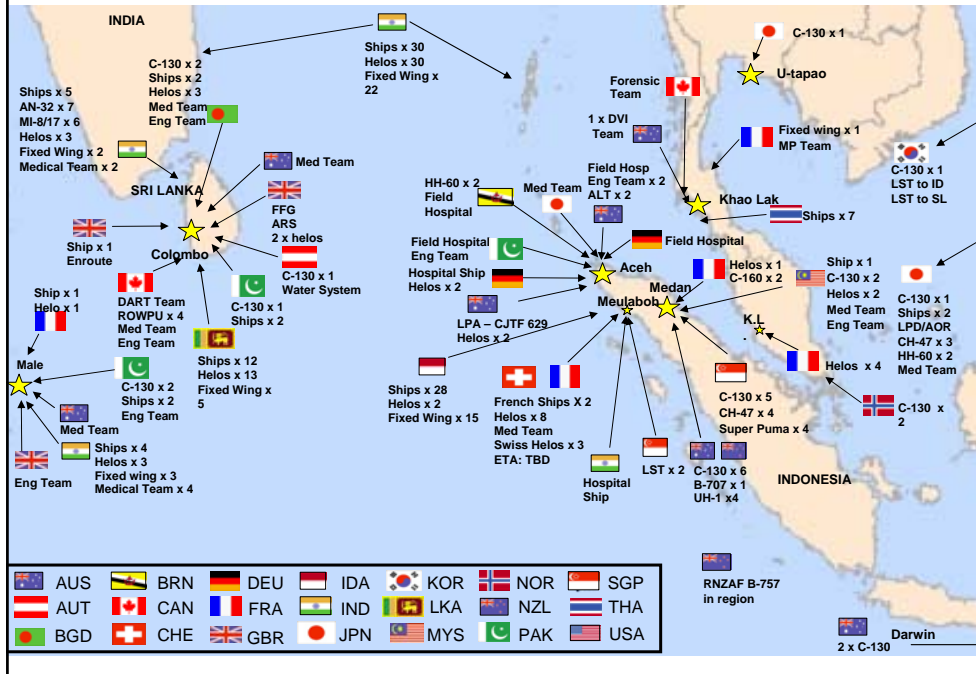 INDIA
Ships x 30
Helos x 30
Fixed Wing x
22
C-130 x 1
U-tapao
C-130 x 2
Ships x 2
Helos x 3
Med Team
Eng Team
Ships x 5
AN-32 x 7
MI-8/17 x 6
Helos x 3
Fixed Wing x 2
Medical Team x 2
Forensic
Team
1 x DVI
Team
Fixed wing x 1
MP Team
C-130 x 1
LST to ID
LST to SL
Med Team
SRI LANKA
FFG
ARS
2 x helos
Ship x 1
Enroute
Colombo
C-130 x 1
Water System
DART Team
ROWPU x 4
Med Team
Eng Team
C-130 x 1
Ships x 2
Ships x 12
Helos x 13
Fixed Wing x
5
HH-60 x 2
Field
Hospital
Med Team
Field Hosp
Eng Team x 2
ALT x 2
Khao Lak
Ships x 7
Field Hospital
Eng Team
Field Hospital
Hospital Ship
Helos x 2
Aceh
Medan
Meulaboh
Helos x 1
C-160 x 2
Ship x 1
C-130 x 2
Helos x 2
Med Team
Eng Team
C-130 x 1
Ships x 2
LPD/AOR
CH-47 x 3
HH-60 x 2
Med Team
LPA – CJTF 629
Helos x 2
K.L
.
Helos x 4
C-130 x
2
Ship x 1
Helo x 1
Male
C-130 x 2
Ships x 2
Eng Team
Med Team
Ships x 4
Helos x 3
Fixed wing x 3
Medical Team x 4
Eng Team
Ships x 28
Helos x 2
Fixed Wing x 15
French Ships X 2
Helos x 8
Med Team
Swiss Helos x 3
ETA: TBD
Hospital
Ship
LST x 2
C-130 x 5
CH-47 x 4
Super Puma x 4
C-130 x 6
B-707 x 1
UH-1 x4
INDONESIA
RNZAF B-757
in region
2 x C-130
Darwin
AUS BRN DEU IDA KOR NOR SGP
AUT CAN FRA IND LKA NZL THA
BGD CHE GBR JPN MYS PAK USA